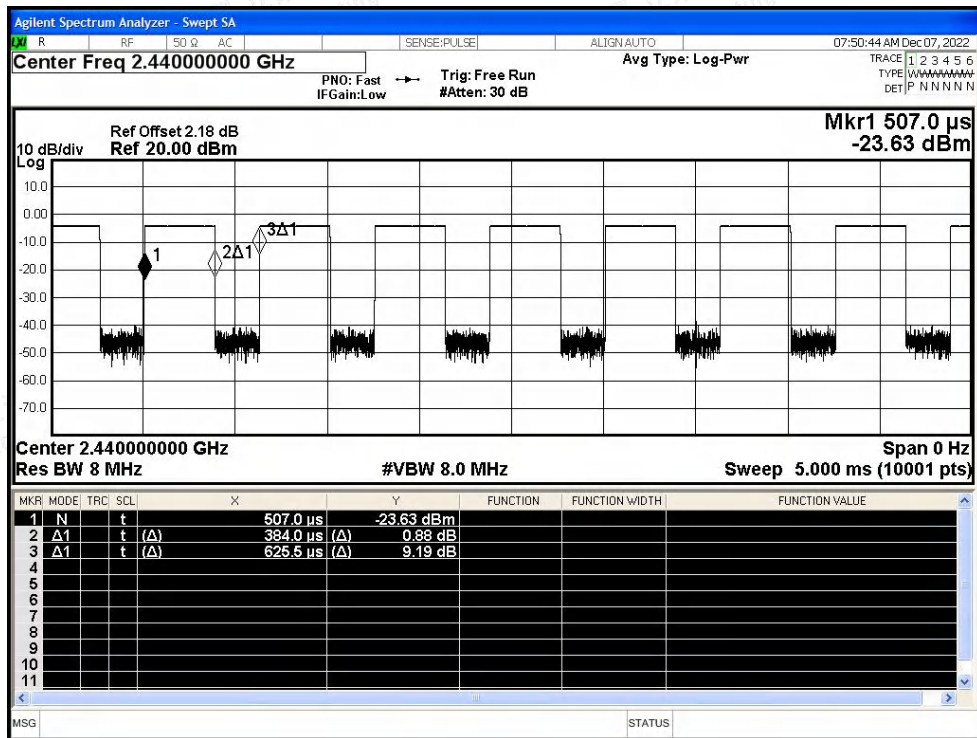 Agilent Spectrum Analyzer - Swept SA
LXI R RF 50 Ω AC SENSE:PULSE ALIGN AUTO 07:50:44 AM Dec 07, 2022
Center Freq 2.440000000 GHz Avg Type: Log-Pwr TRACE 1 2 3 4 5 6
PNO: Fast Trig: Free Run TYPE WWWWWW
IFGain:Low #Atten: 30 dB DET P N N N N N
Mkr1 507.0 µs
-23.63 dBm
Ref Offset 2.18 dB
10 dB/div Ref 20.00 dBm
Log
10.0
0.00
-10.0
-20.0
-30.0
-40.0
-50.0
-60.0
-70.0
1
2Δ1
3Δ1
Center 2.440000000 GHz Span 0 Hz
Res BW 8 MHz #VBW 8.0 MHz Sweep 5.000 ms (10001 pts)
MKR MODE TRC SCL X Y FUNCTION FUNCTION WIDTH FUNCTION VALUE
1 N t 507.0 µs -23.63 dBm
2 Δ1 t (Δ) 384.0 µs (Δ) 0.88 dB
3 Δ1 t (Δ) 625.5 µs (Δ) 9.19 dB
4
5
6
7
8
9
10
11
MSG STATUS